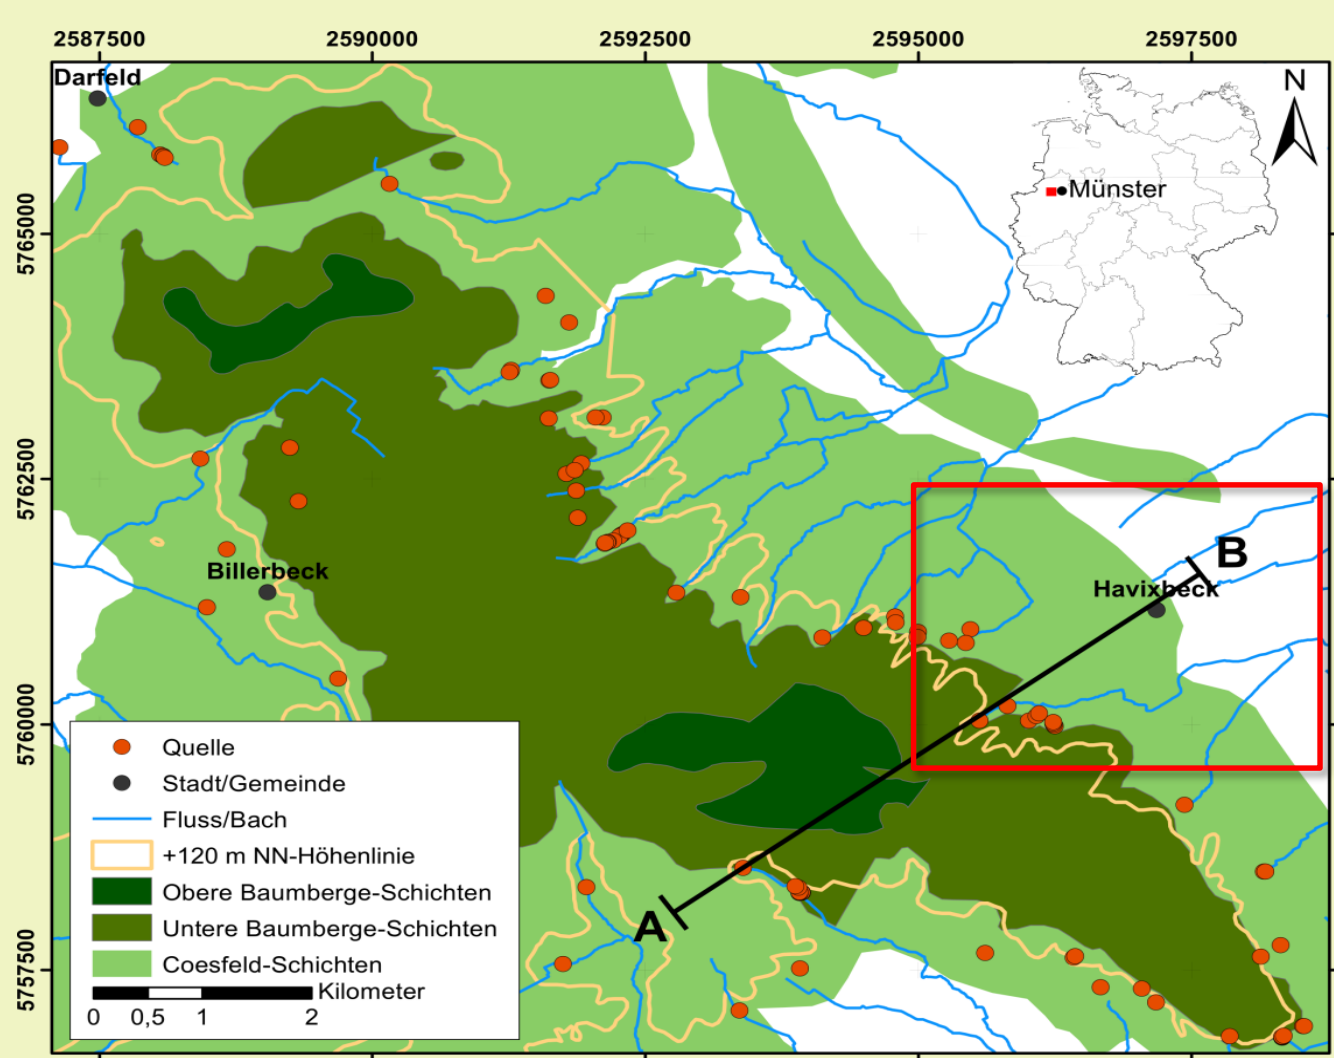 2587500 2590000 2592500 2595000 2597500
Darfeld
N
Münster
5765000
5762500
B
Billerbeck
Havixbeck
5760000
Quelle
Stadt/Gemeinde
Fluss/Bach
+120 m NN-Höhenlinie
Obere Baumberge-Schichten
A
Untere Baumberge-Schichten
Coesfeld-Schichten
5757500
Kilometer
0 0,5 1 2